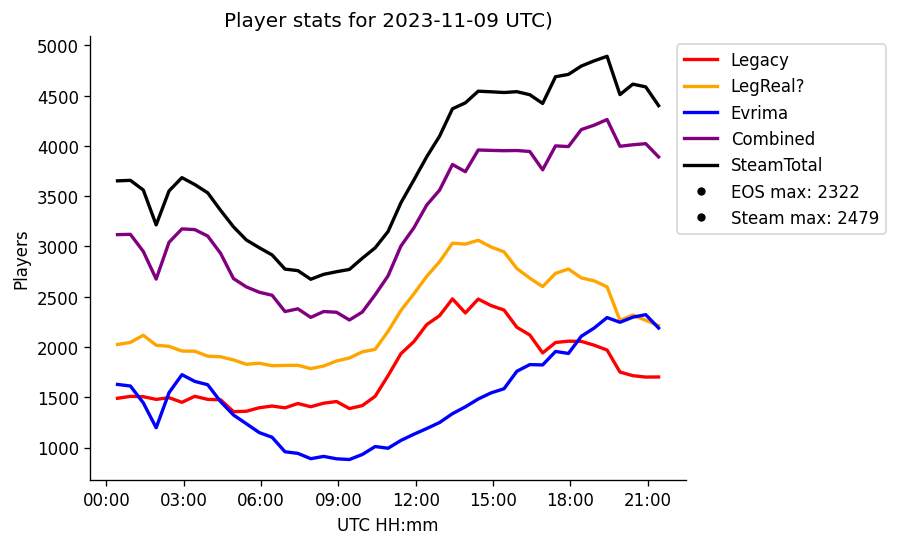 Player stats for 2023-11-09 UTC)
5000
4500
4000
3500
3000
2500
2000
1500
1000
Players
00:00 03:00 06:00 09:00 12:00 15:00 18:00 21:00
UTC HH:mm
Legacy
LegReal?
Evrima
Combined
SteamTotal
EOS max: 2322
Steam max: 2479